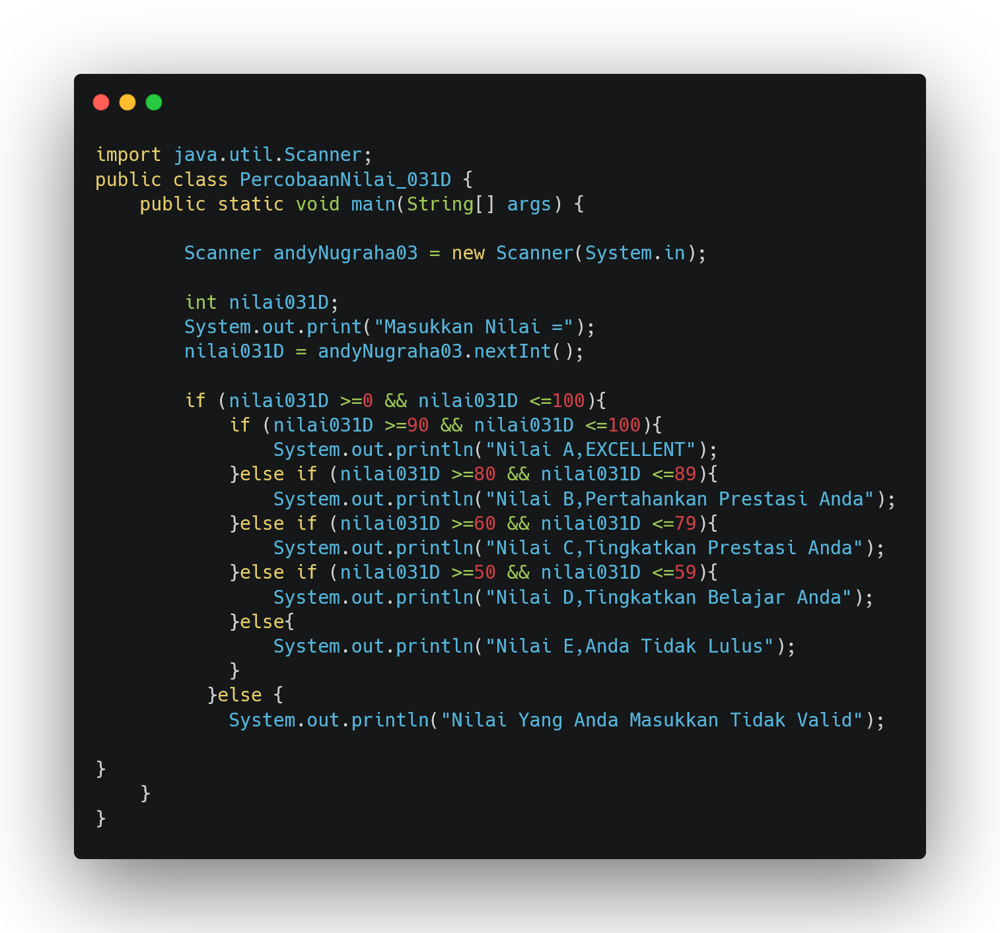 import java.util.Scanner;
public class PercobaanNilai_031D {
    public static void main(String[] args) {

        Scanner andyNugraha03 = new Scanner(System.in);

        int nilai031D;
        System.out.print("Masukkan Nilai =");
        nilai031D = andyNugraha03.nextInt();

        if (nilai031D >=0 && nilai031D <=100){
            if (nilai031D >=90 && nilai031D <=100){
                System.out.println("Nilai A,EXCELLENT");
            }else if (nilai031D >=80 && nilai031D <=89){
                System.out.println("Nilai B,Pertahankan Prestasi Anda");
            }else if (nilai031D >=60 && nilai031D <=79){
                System.out.println("Nilai C,Tingkatkan Prestasi Anda");
            }else if (nilai031D >=50 && nilai031D <=59){
                System.out.println("Nilai D,Tingkatkan Belajar Anda");
            }else{
                System.out.println("Nilai E,Anda Tidak Lulus");
            }
          }else {
            System.out.println("Nilai Yang Anda Masukkan Tidak Valid");

}
    }
}